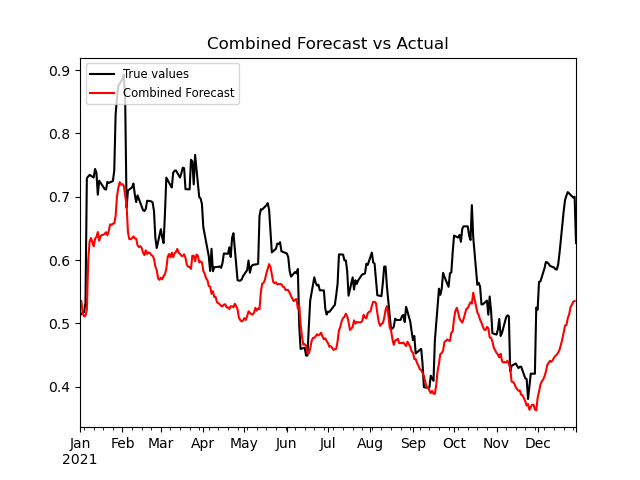 Combined Forecast vs Actual
True values
Combined Forecast
0.9
0.8
0.7
0.6
0.5
0.4
Jan Feb Mar Apr May Jun Jul Aug Sep Oct Nov Dec
2021